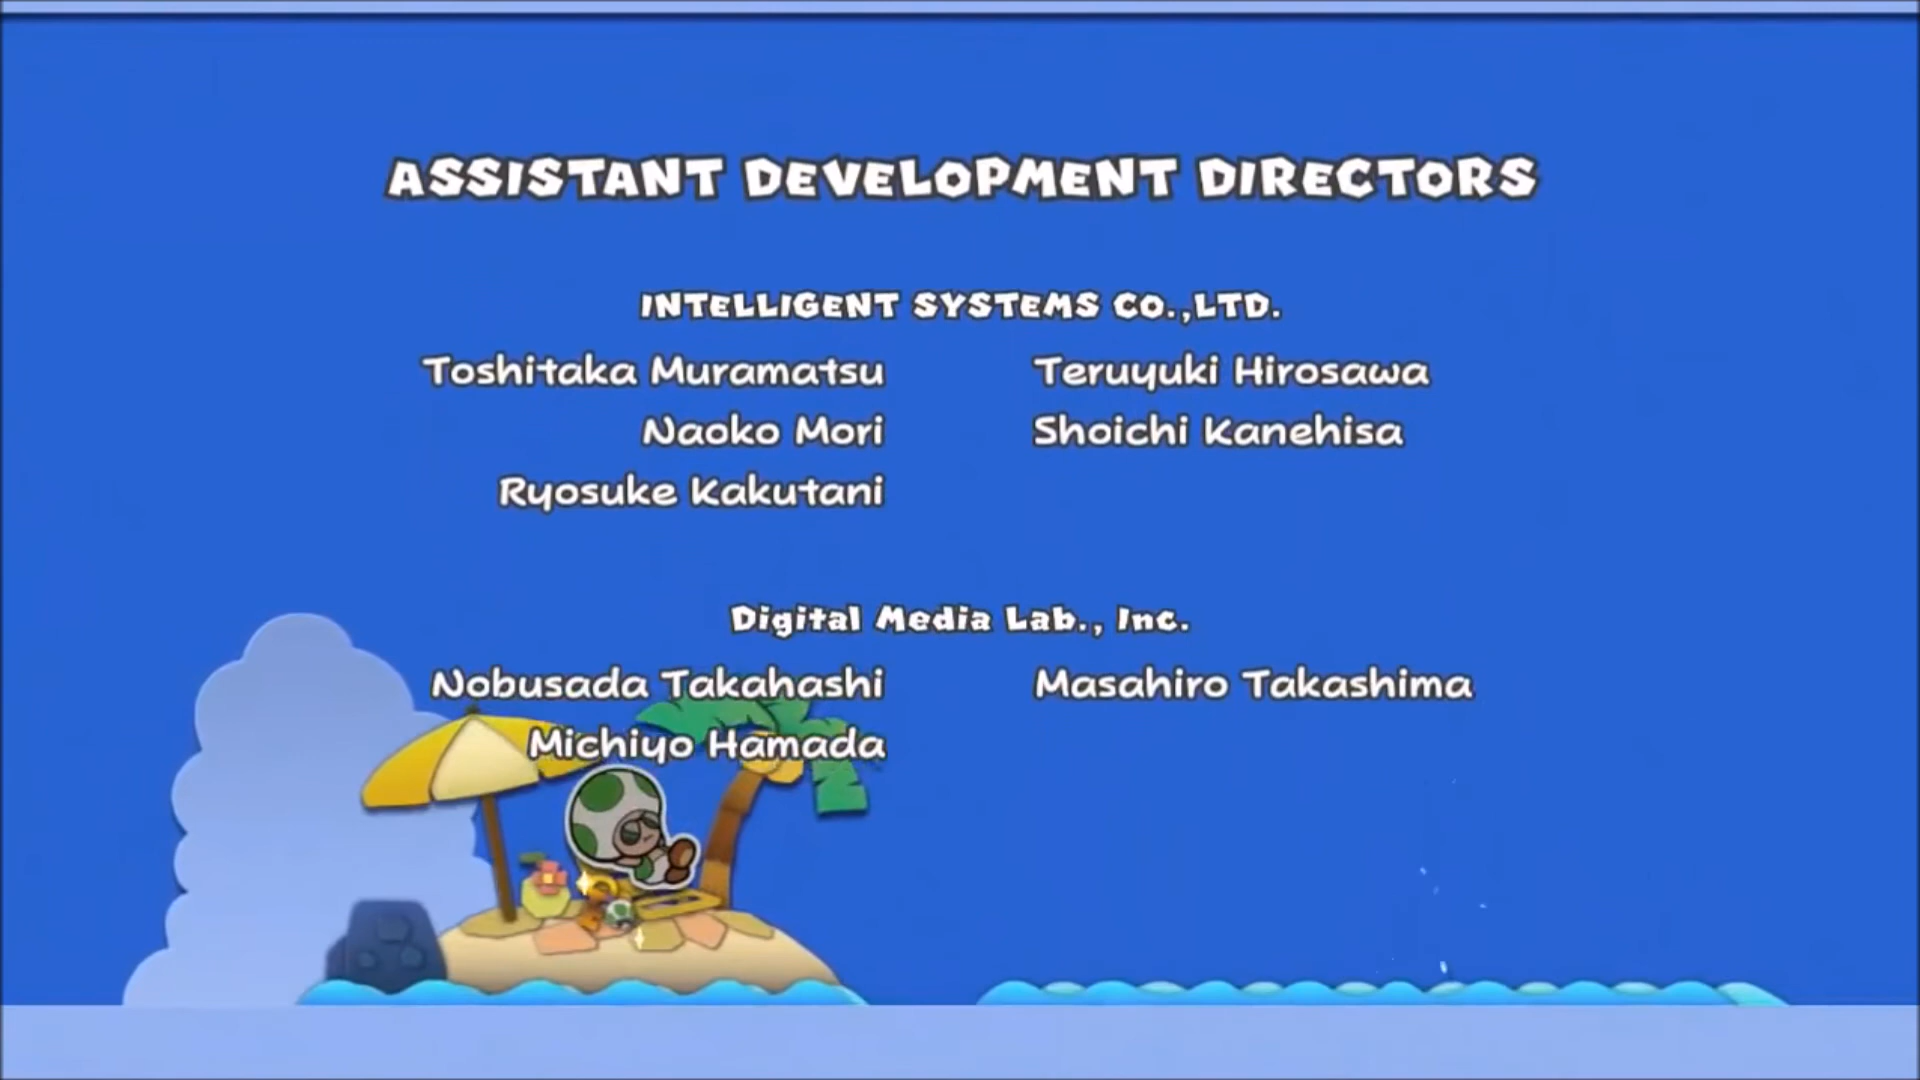 ASSISTANT DEVELOPMENT DIRECTORS
INTELLIGENT SYSTEMS CO.,LTD.
Toshitaka Muramatsu Teruyuki Hirosawa
Naoko Mori Shoichi Kanehisa
Ryosuke Kakutani
Digital Media Lab., Inc.
Nobusada Takahashi Masahiro Takashima
Michiyo Hamada